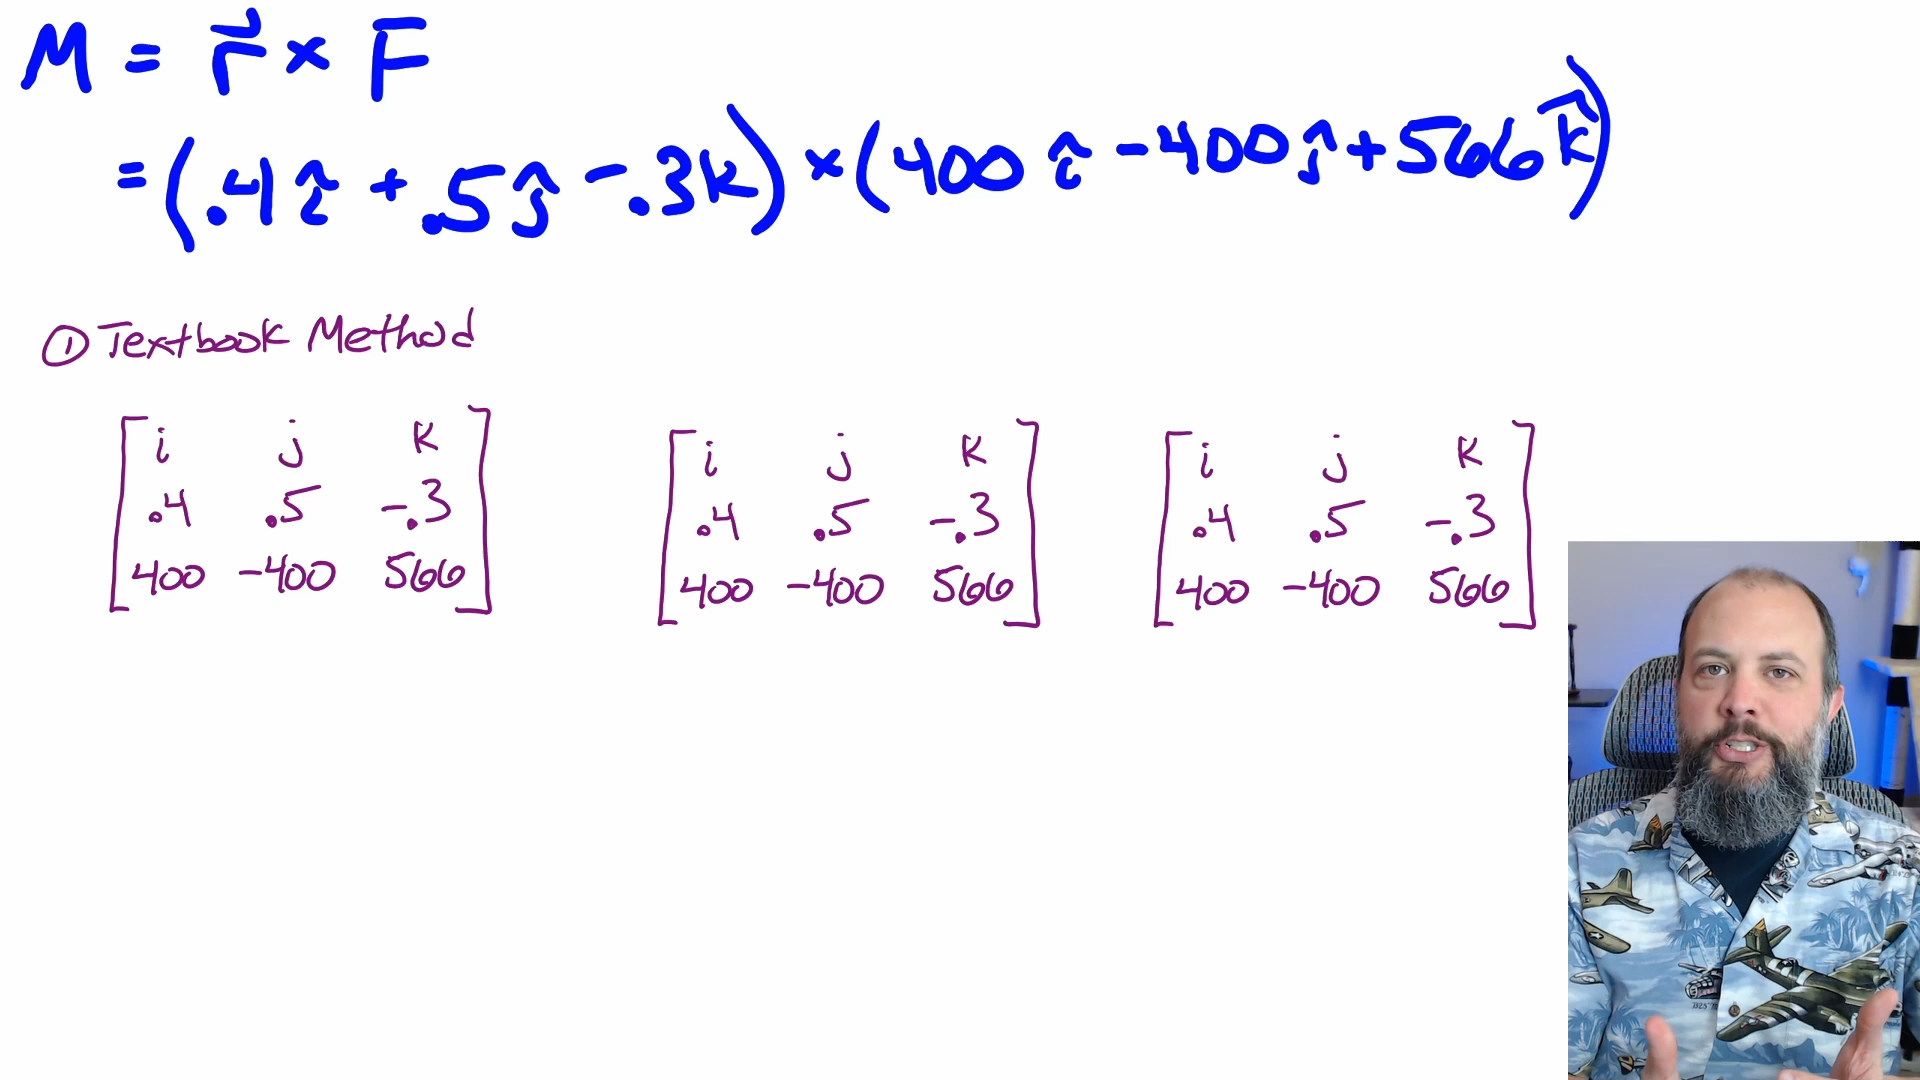 M = r⃗ × F̄
= (.4î + .5ĵ - .3k) × (400î - 400ĵ + 566k̂)
① Textbook Method
[i j k
.4 .5 -.3
400 -400 566]
[i j k
.4 .5 -.3
400 -400 566]
[i j k
.4 .5 -.3
400 -400 566]